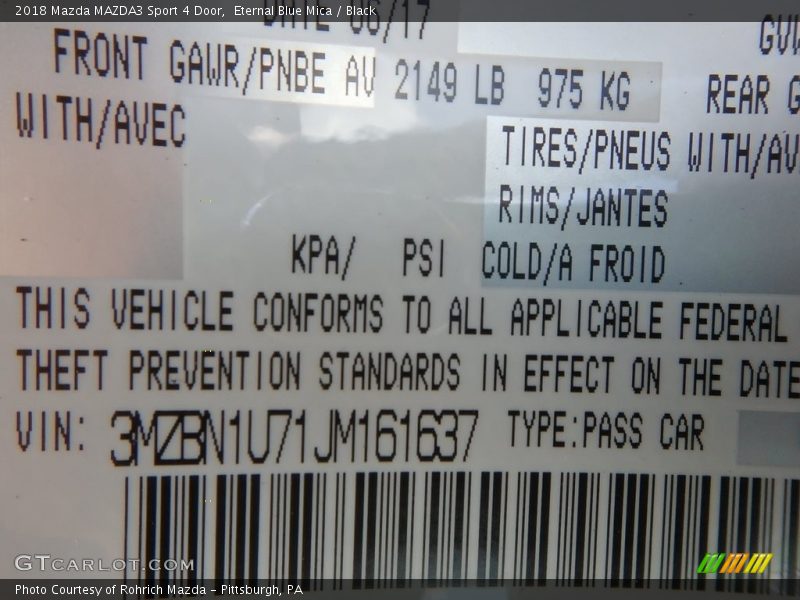 2018 Mazda MAZDA3 Sport 4 Door, Eternal Blue Mica / Black
DATE 06/17
FRONT GAWR/PNBE AV 2149 LB 975 KG REAR G
WITH/AVEC
TIRES/PNEUS WITH/AV
RIMS/JANTES
KPA/ PSI COLD/A FROID
THIS VEHICLE CONFORMS TO ALL APPLICABLE FEDERAL
THEFT PREVENTION STANDARDS IN EFFECT ON THE DATE
VIN: 3MZBN1U71JM161637 TYPE:PASS CAR
GTCARLOT.COM
Photo Courtesy of Rohrich Mazda - Pittsburgh, PA